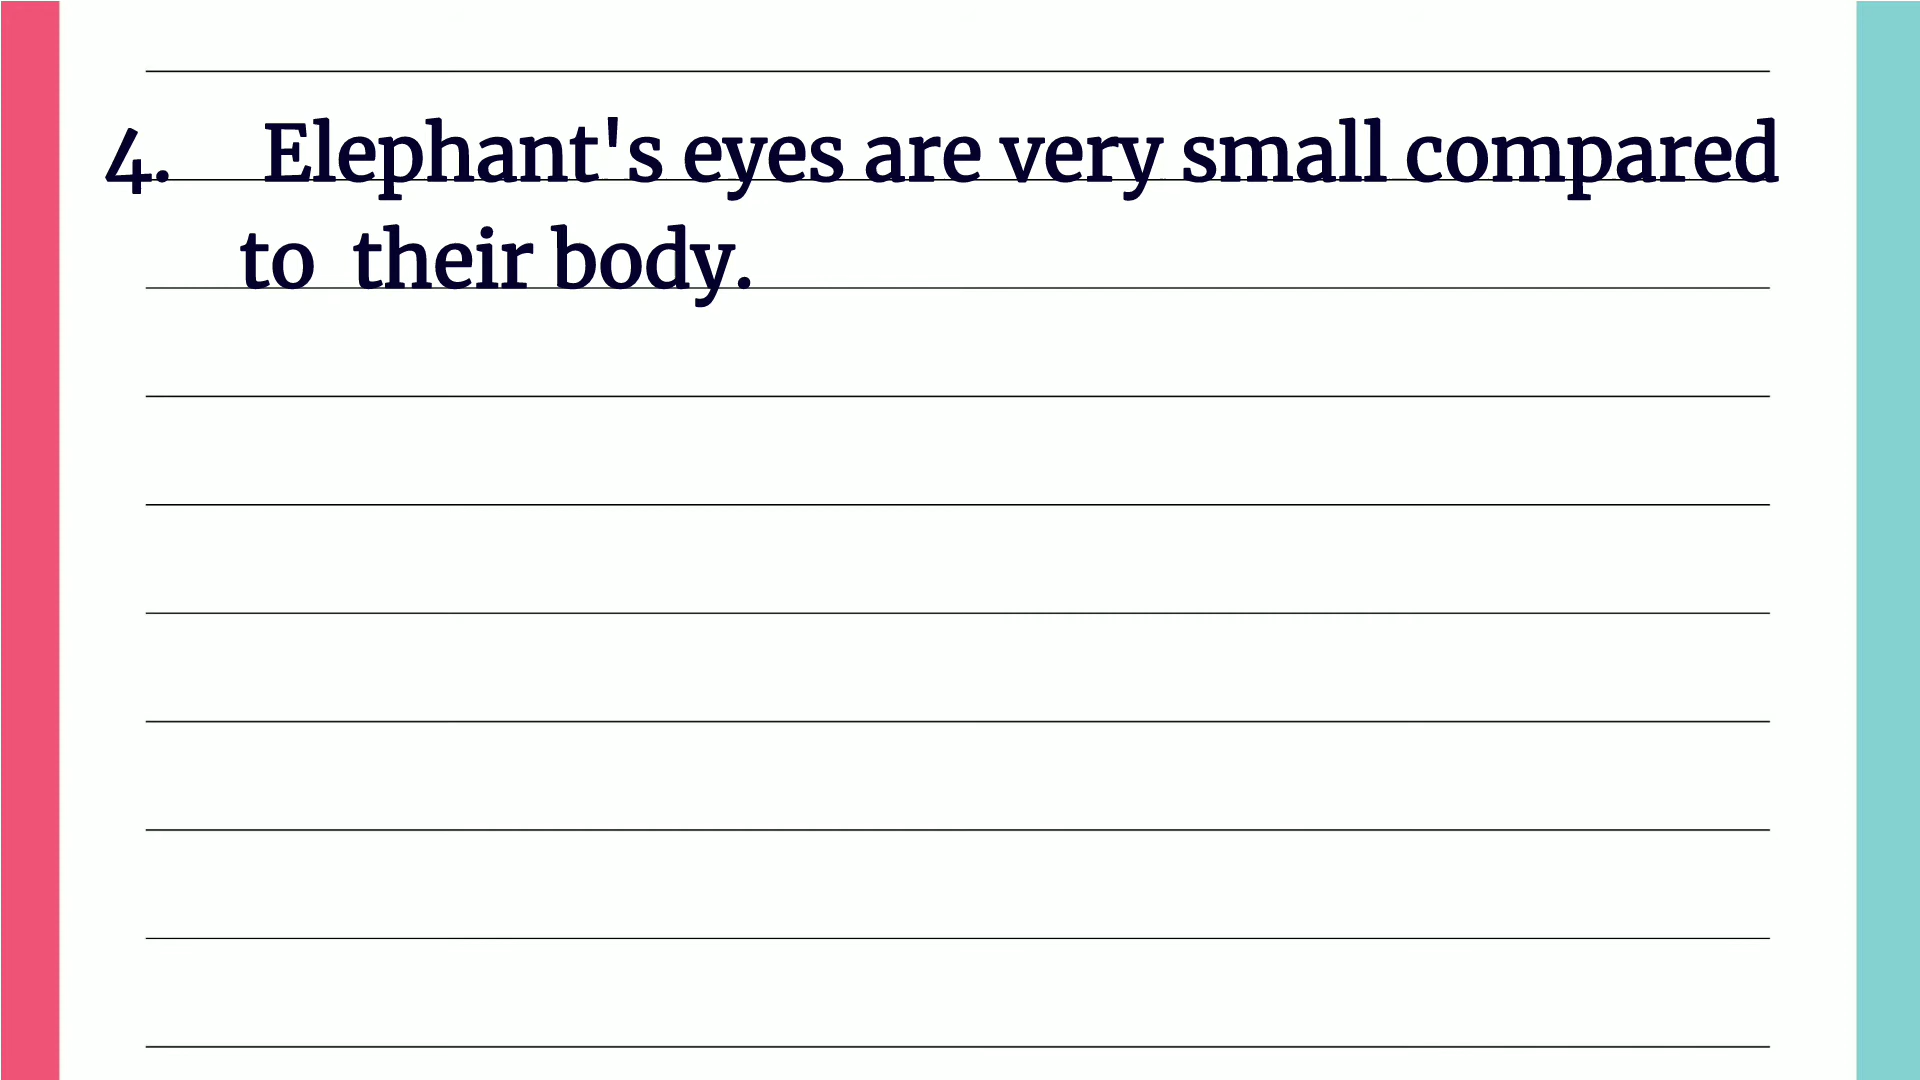 4. Elephant's eyes are very small compared
to their body.